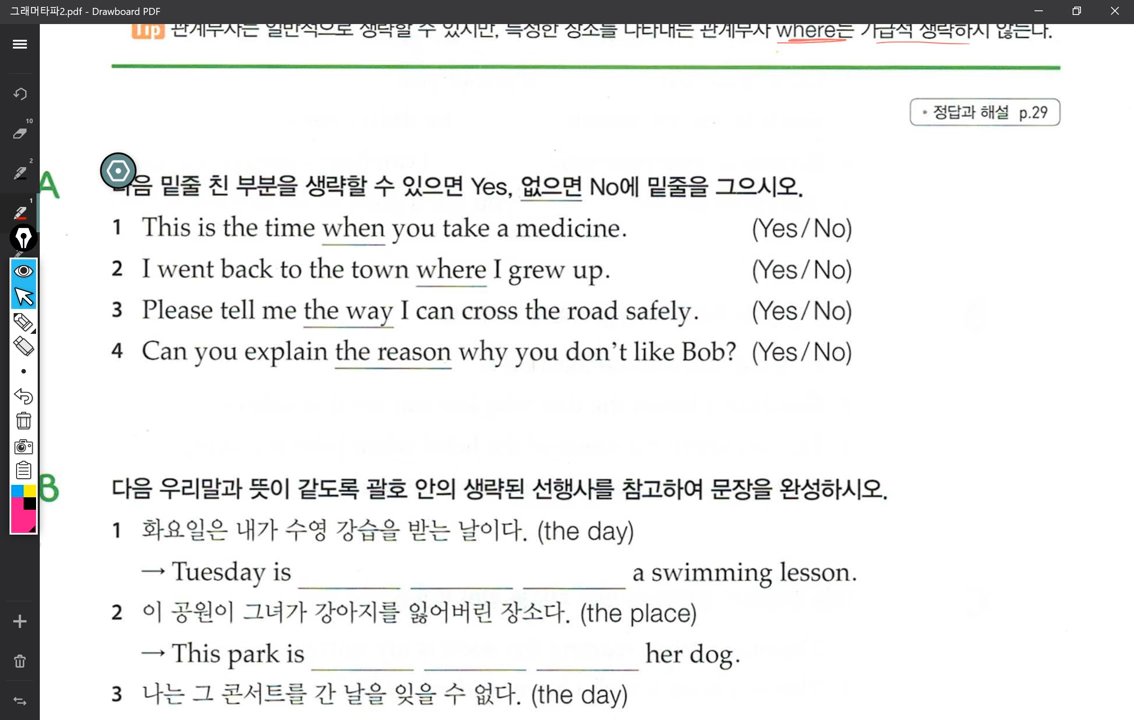 그래머타파2.pdf - Drawboard PDF
Tip 관계부사는 일반적으로 생략할 수 있지만, 특정한 장소를 나타내는 관계부사 where는 가급적 생략하지 않는다.
• 정답과 해설 p.29
10
2
1
A 다음 밑줄 친 부분을 생략할 수 있으면 Yes, 없으면 No에 밑줄을 그으시오.
1 This is the time when you take a medicine. (Yes/No)
2 I went back to the town where I grew up. (Yes/No)
3 Please tell me the way I can cross the road safely. (Yes/No)
4 Can you explain the reason why you don't like Bob? (Yes/No)
B 다음 우리말과 뜻이 같도록 괄호 안의 생략된 선행사를 참고하여 문장을 완성하시오.
1 화요일은 내가 수영 강습을 받는 날이다. (the day)
→ Tuesday is ____ ____ ____ a swimming lesson.
2 이 공원이 그녀가 강아지를 잃어버린 장소다. (the place)
→ This park is ____ ____ ____ her dog.
3 나는 그 콘서트를 간 날을 잊을 수 없다. (the day)